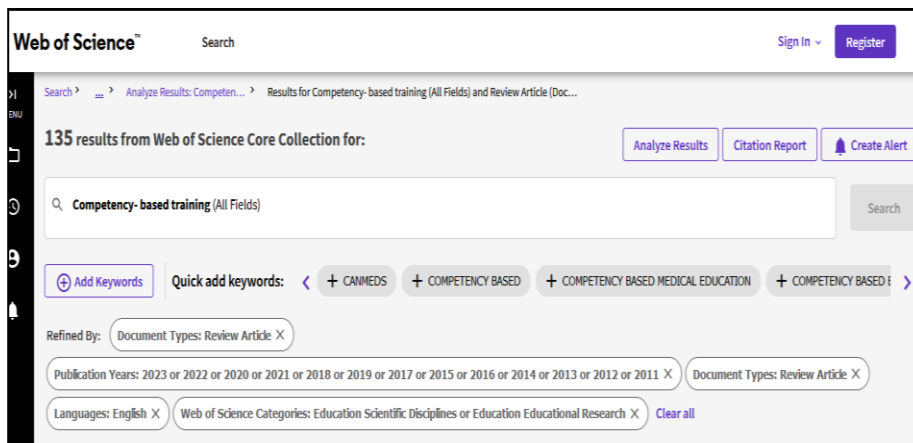 Web of Science™ Search Sign In Register
Search > ... > Analyze Results: Competen... > Results for Competency- based training (All Fields) and Review Article (Doc...
ENU
135 results from Web of Science Core Collection for:
Analyze Results Citation Report Create Alert
Competency- based training (All Fields) Search
Add Keywords Quick add keywords: + CANMEDS + COMPETENCY BASED + COMPETENCY BASED MEDICAL EDUCATION + COMPETENCY BASED E
Refined By: Document Types: Review Article X
Publication Years: 2023 or 2022 or 2020 or 2021 or 2018 or 2019 or 2017 or 2015 or 2016 or 2014 or 2013 or 2012 or 2011 X Document Types: Review Article X
Languages: English X Web of Science Categories: Education Scientific Disciplines or Education Educational Research X Clear all